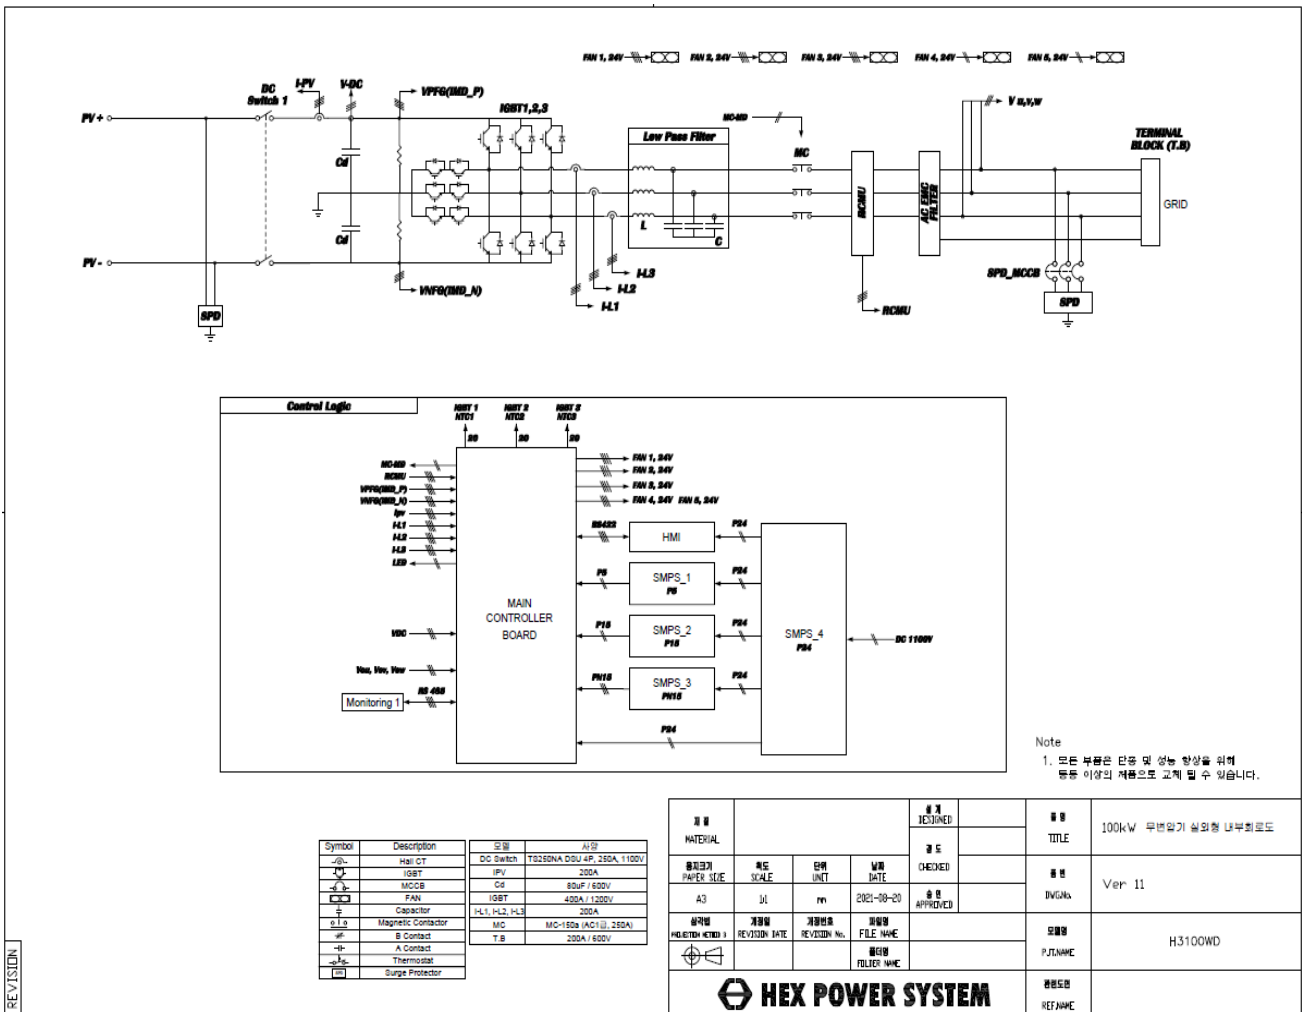 FAN 1, 24V
FAN 2, 24V
FAN 3, 24V
FAN 4, 24V
FAN 5, 24V
DC
Switch 1
I-PV
V-DC
VPFG(IMD_P)
IGBT1,2,3
PV +
Cd
Cd
PV -
VNFG(IMD_N)
SPD
Low Pass Filter
L
C
MC-MD
MC
I-L3
I-L2
I-L1
RCMU
RCMU
AC EMC
FILTER
V u,v,w
TERMINAL
BLOCK (T.B)
GRID
SPD_MCCB
SPD
Control Logic
IGBT 1
NTC1
IGBT 2
NTC2
IGBT 3
NTC3
20
20
20
MC-MD
RCMU
VPFG(IMD_P)
VNFG(IMD_N)
Ipv
I-L1
I-L2
I-L3
LED
VDC
Vsu, Vsv, Vsw
RS 485
Monitoring 1
MAIN
CONTROLLER
BOARD
FAN 1, 24V
FAN 2, 24V
FAN 3, 24V
FAN 4, 24V FAN 5, 24V
RS422
HMI
P24
P5
SMPS_1
P5
P24
P15
SMPS_2
P15
P24
PN15
SMPS_3
PN15
P24
P24
SMPS_4
P24
DC 1100V
Note
1. 모든 부품은 단종 및 성능 향상을 위해
동등 이상의 제품으로 교체 될 수 있습니다.
Symbol Description
Hall CT
IGBT
MCCB
FAN
Capacitor
Magnetic Contactor
B Contact
A Contact
Thermostat
Surge Protector
모델 사양
DC Switch TS250NA DSU 4P, 250A, 1100V
IPV 200A
Cd 80uF / 600V
IGBT 400A / 1200V
I-L1, I-L2, I-L3 200A
MC MC-150a (AC1급, 250A)
T.B 200A / 600V
재 질
MATERIAL
설 계
DESIGNED
검 도
CHECKED
승 인
APPROVED
용지크기
PAPER SIZE
척도
SCALE
단위
UNIT
날짜
DATE
A3
1:1
mm
2021-08-20
삼각법
PROJECTION METHOD 3
개정일
REVISION DATE
개정번호
REVISION No.
파일명
FILE NAME
폴더명
FOLDER NAME
품 명
TITLE
100kW 무변압기 실외형 내부회로도
품 번
DWG.No.
Ver 11
모델명
PJT.NAME
H3100WD
관련도면
REF.NAME
HEX POWER SYSTEM
REVISION